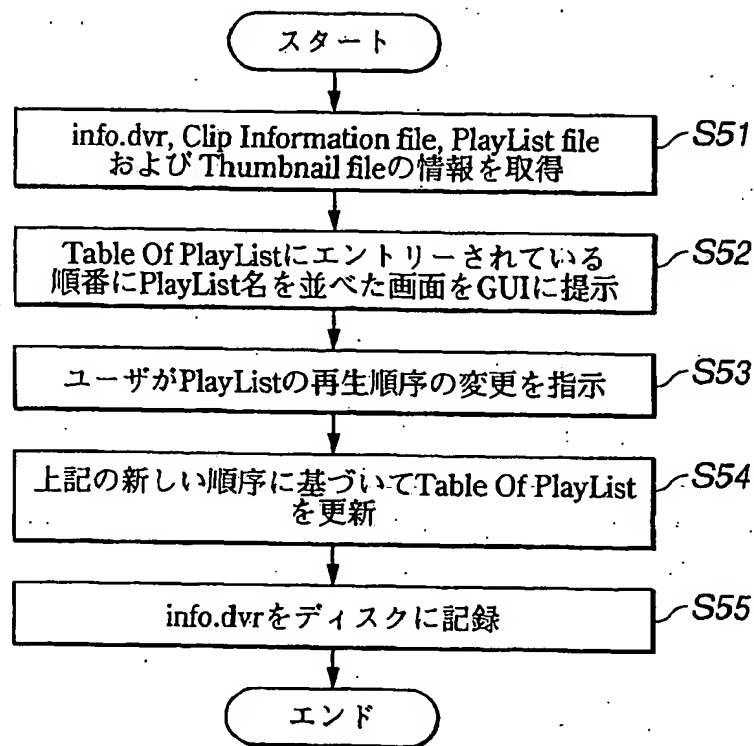 スタート
info.dvr, Clip Information file, PlayList file
および Thumbnail fileの情報を取得
S51
Table Of PlayListにエントリーされている
順番にPlayList名を並べた画面をGUIに提示
S52
ユーザがPlayListの再生順序の変更を指示
S53
上記の新しい順序に基づいてTable Of PlayList
を更新
S54
info.dvrをディスクに記録
S55
エンド